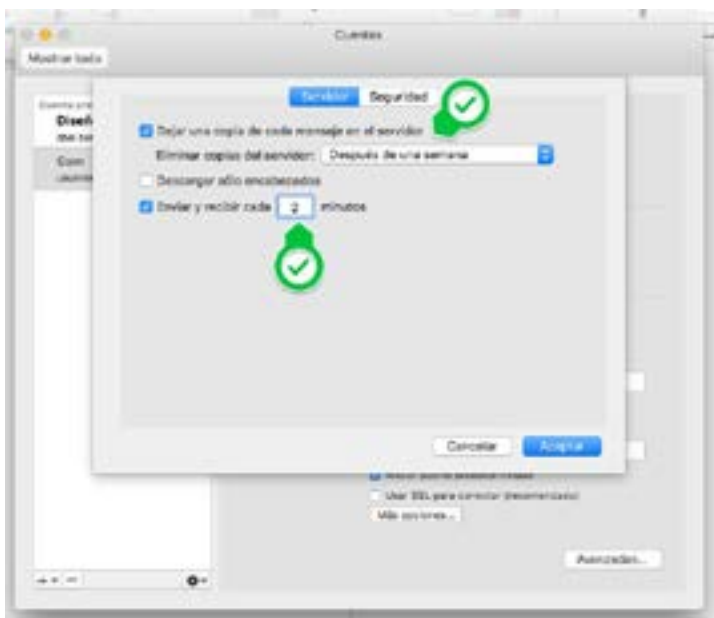 Cuentas
Mostrar todo
Servidor Seguridad
Dejar una copia de cada mensaje en el servidor
Eliminar copias del servidor: Después de una semana
Descargar sólo encabezados
Enviar y recibir cada 2 minutos
Cancelar Aceptar
Usar SSL para conectar (recomendado)
Más opciones...
Avanzadas...